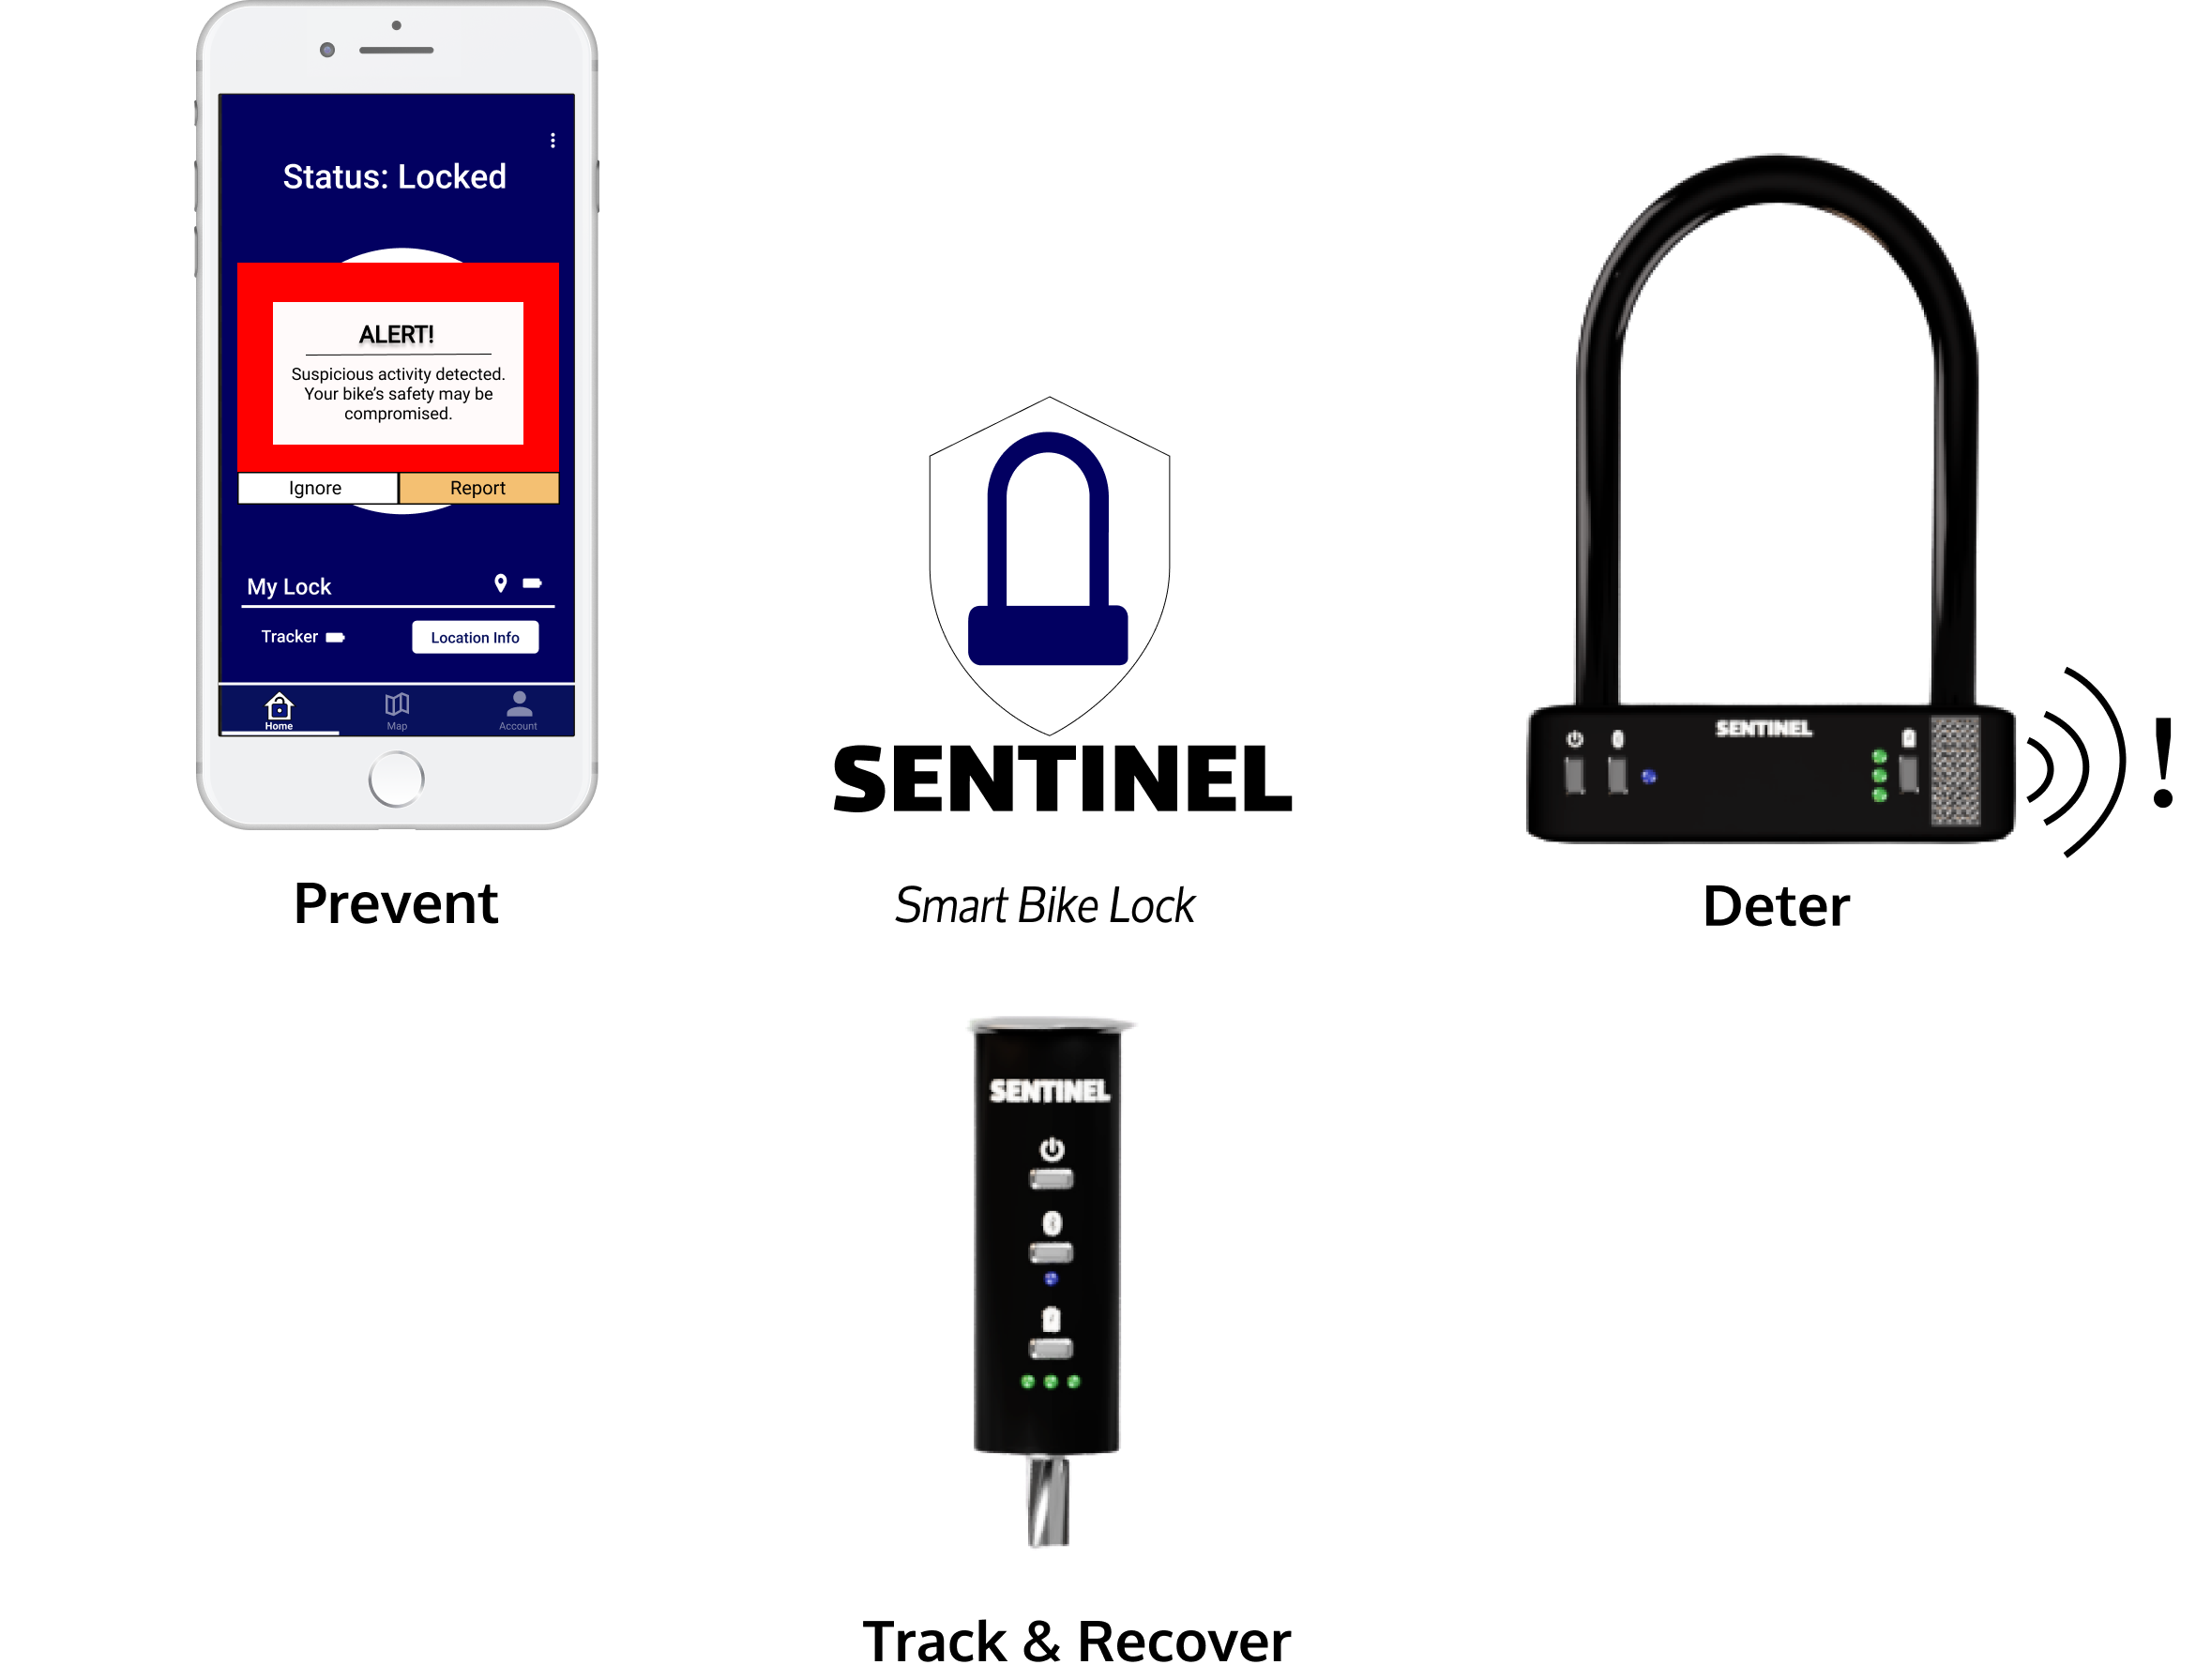 Status: Locked
ALERT!
Suspicious activity detected.
Your bike's safety may be
compromised.
Ignore
Report
My Lock
Tracker
Location Info
Home
Map
Account
Prevent
SENTINEL
Smart Bike Lock
SENTINEL
Deter
SENTINEL
Track & Recover